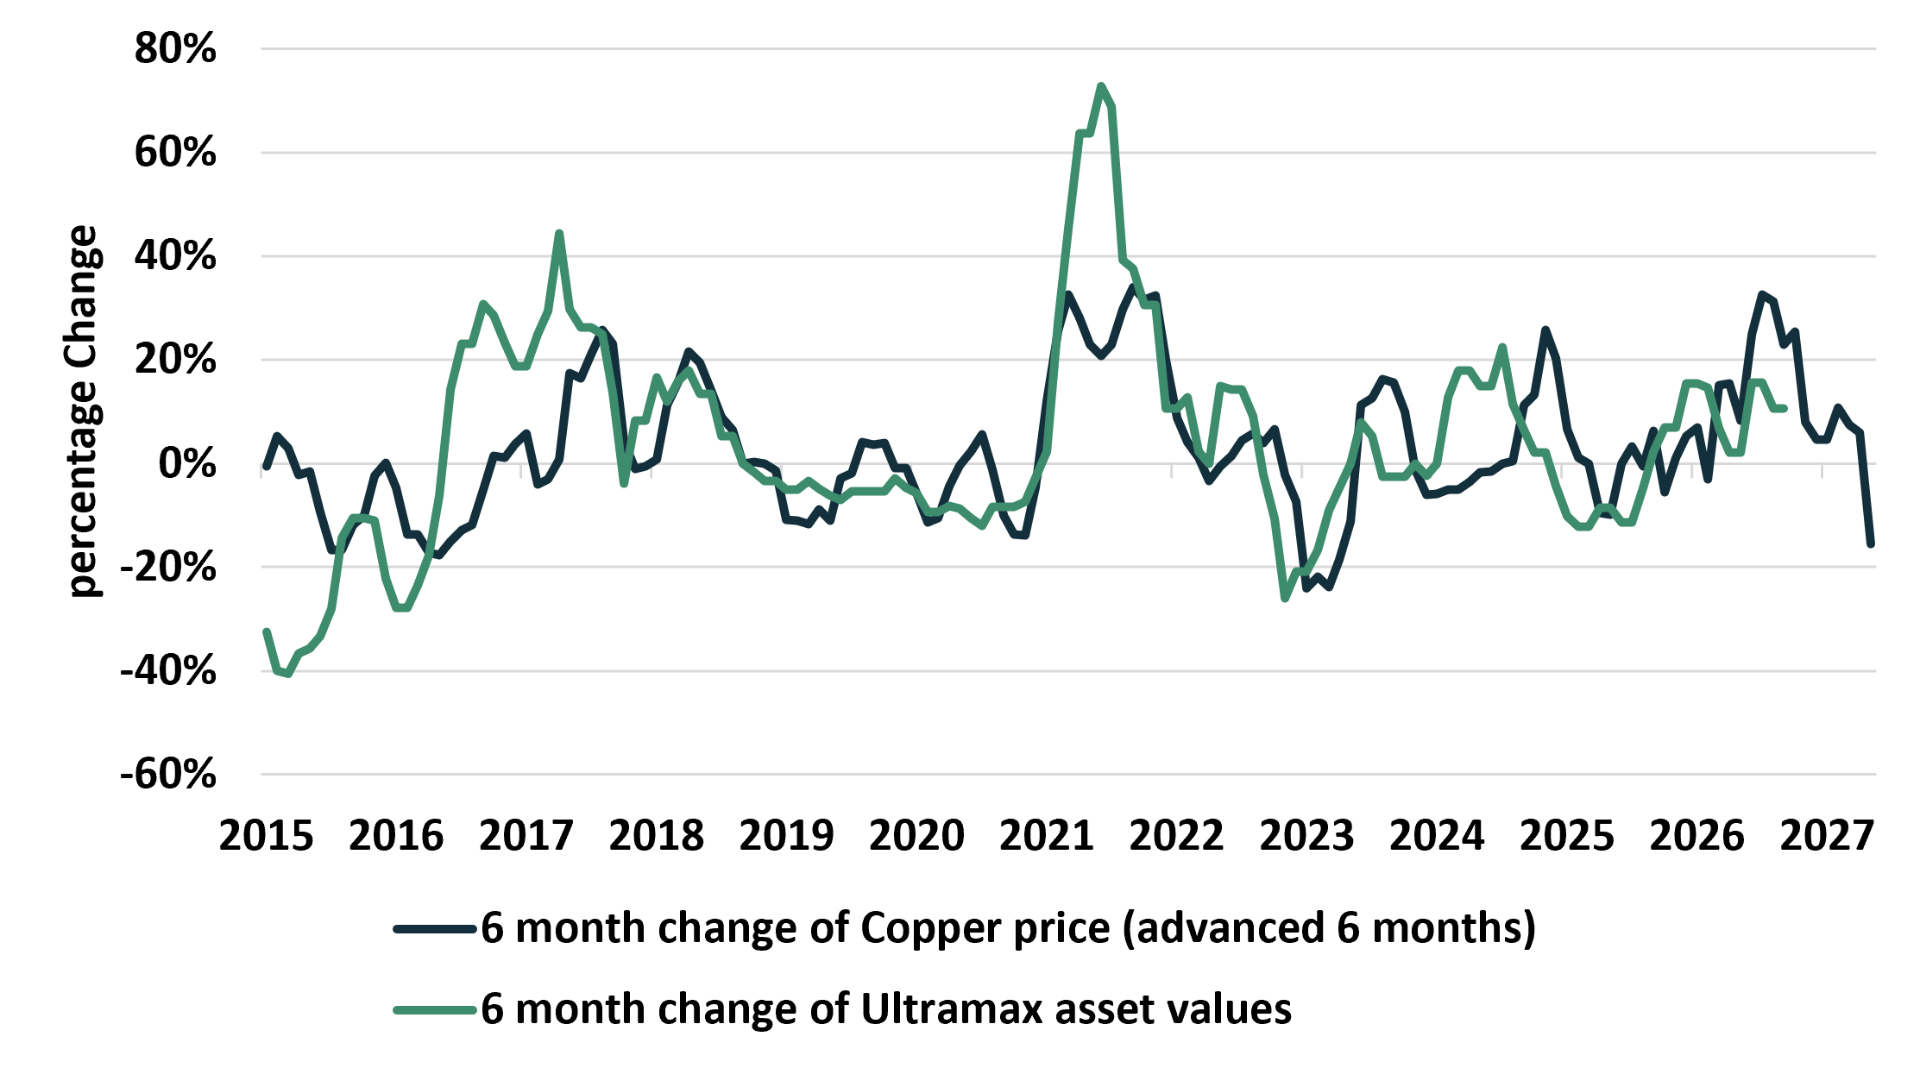 80%
60%
40%
20%
0%
-20%
-40%
-60%
percentage Change
2015 2016 2017 2018 2019 2020 2021 2022 2023 2024 2025 2026 2027
6 month change of Copper price (advanced 6 months)
6 month change of Ultramax asset values